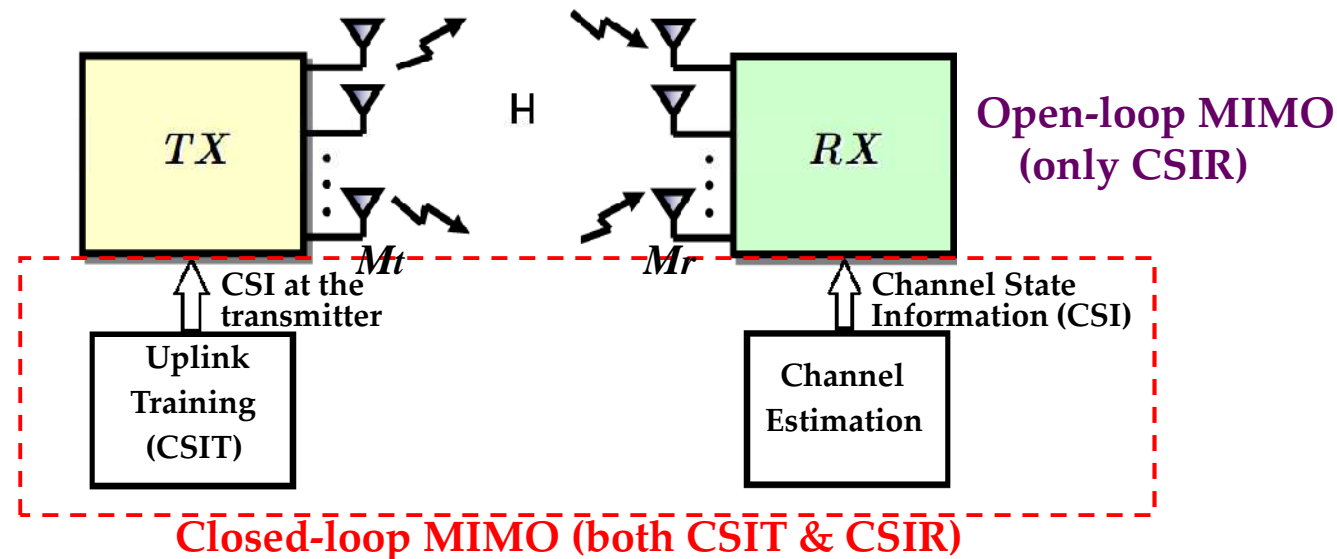 TX
H
RX
Open-loop MIMO
(only CSIR)
Mt
Mr
CSI at the
transmitter
Channel State
Information (CSI)
Uplink
Training
(CSIT)
Channel
Estimation
Closed-loop MIMO (both CSIT & CSIR)